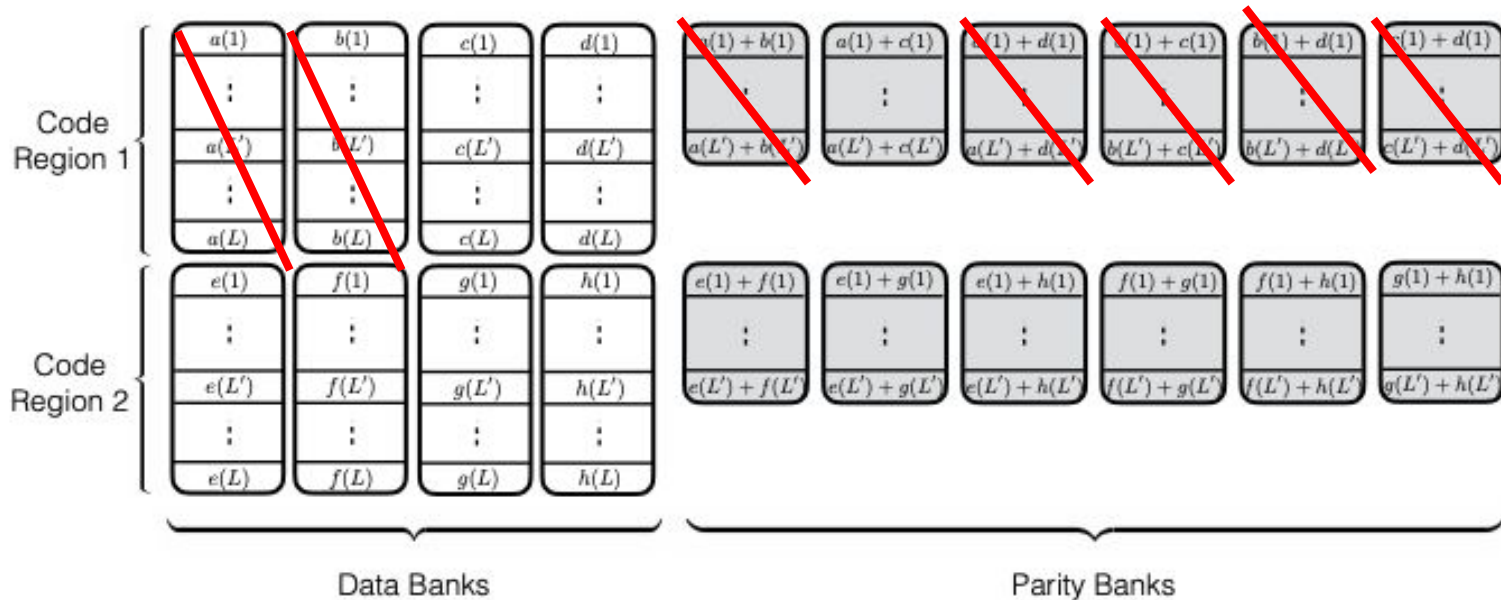 a(1) b(1) c(1) d(1) a(1) + c(1)
Code
Region 1
a(L') b(L') c(L') d(L') a(L') + b(L') a(L') + c(L') a(L') + d(L') b(L') + c(L') b(L') + d(L') c(L') + d(L')
a(L) b(L) c(L) d(L)
e(1) f(1) g(1) h(1) e(1) + f(1) e(1) + g(1) e(1) + h(1) f(1) + g(1) f(1) + h(1) g(1) + h(1)
Code
Region 2
e(L') f(L') g(L') h(L') e(L') + f(L') e(L') + g(L') e(L') + h(L') f(L') + g(L') f(L') + h(L') g(L') + h(L')
e(L) f(L) g(L) h(L)
Data Banks Parity Banks